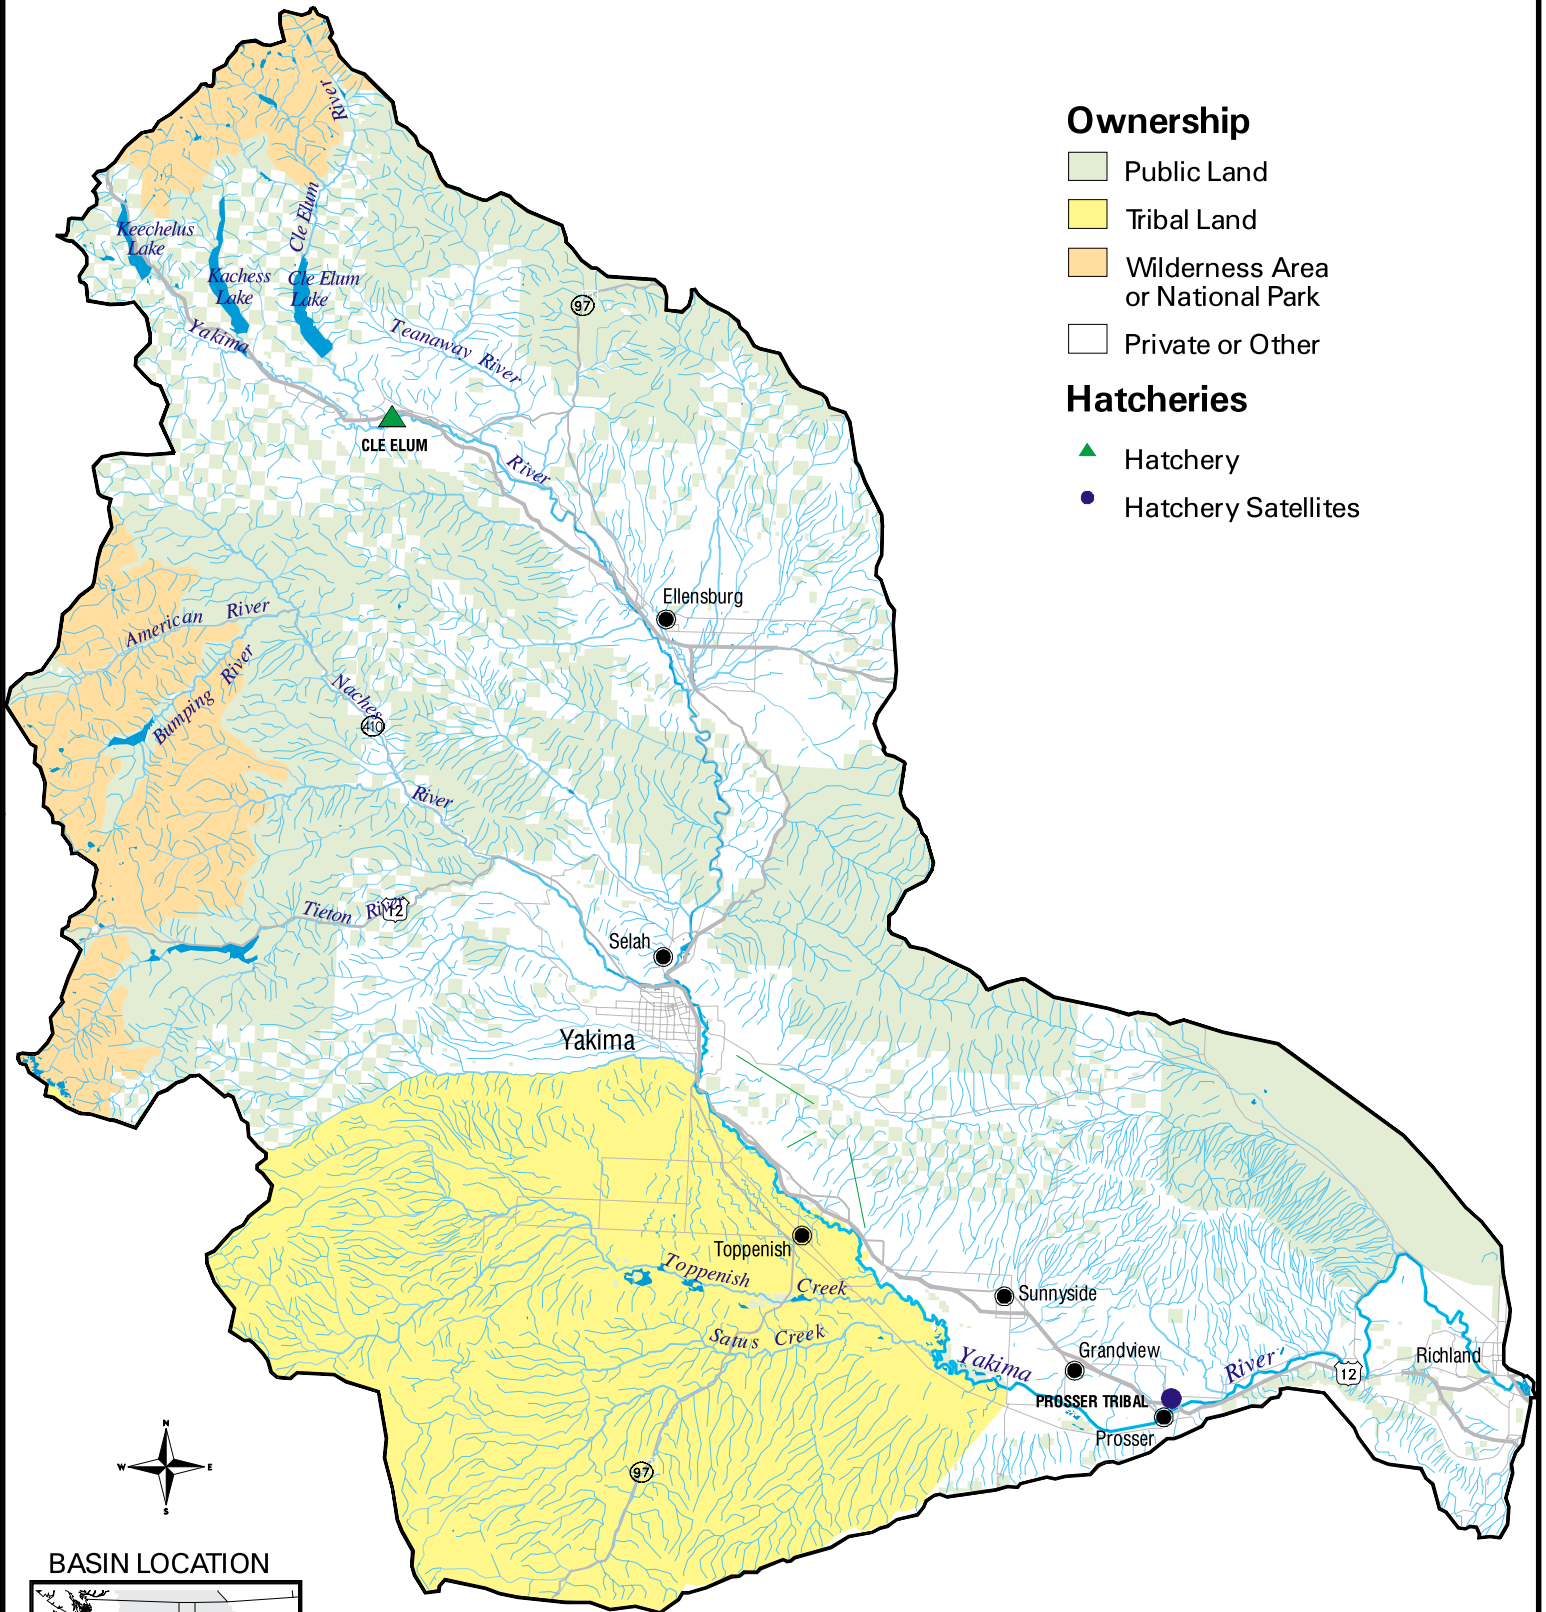 Ownership
Public Land
Tribal Land
Wilderness Area
or National Park
Private or Other
Hatcheries
Hatchery
Hatchery Satellites
River
Cle Elum
Keechelus
Lake
Kachess
Lake
Cle Elum
Lake
97
Yakima
Teanaway River
CLE ELUM
River
Ellensburg
American River
Bumping River
Naches
410
River
Tieton River
12
Selah
Yakima
Toppenish
Toppenish Creek
Satus Creek
Sunnyside
Yakima
Grandview
River
12
Richland
PROSSER TRIBAL
Prosser
97
N
W
E
S
BASIN LOCATION